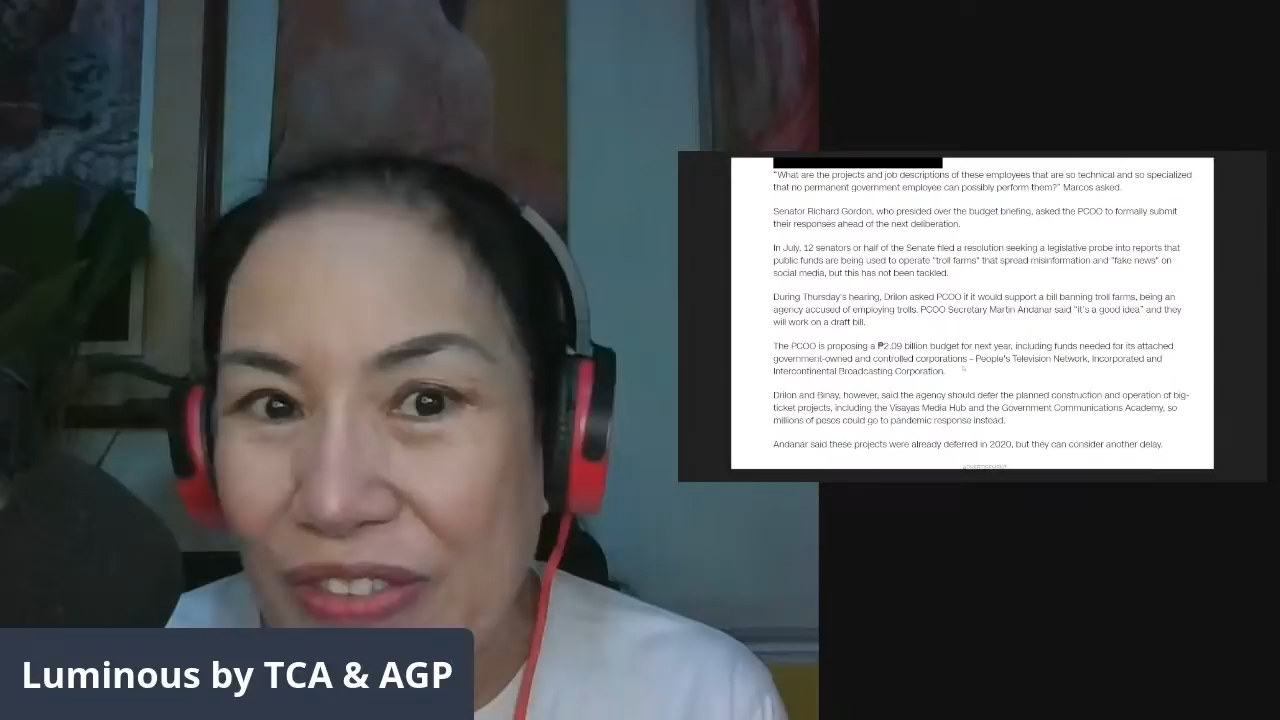 "What are the projects and job descriptions of these employees that are so technical and so specialized
that no permanent government employee can possibly perform them?" Marcos asked.
Senator Richard Gordon, who presided over the budget briefing, asked the PCOO to formally submit
their responses ahead of the next deliberation.
In July, 12 senators or half of the Senate filed a resolution seeking a legislative probe into reports that
public funds are being used to operate "troll farms" that spread misinformation and "fake news" on
social media, but this has not been tackled.
During Thursday's hearing, Drilon asked PCOO if it would support a bill banning troll farms, being an
agency accused of employing trolls. PCOO Secretary Martin Andanar said "it's a good idea" and they
will work on a draft bill.
The PCOO is proposing a ₱2.09 billion budget for next year, including funds needed for its attached
government-owned and controlled corporations - People's Television Network, Incorporated and
Intercontinental Broadcasting Corporation.
Drilon and Binay, however, said the agency should defer the planned construction and operation of big-
ticket projects, including the Visayas Media Hub and the Government Communications Academy, so
millions of pesos could go to pandemic response instead.
Andanar said these projects were already deferred in 2020, but they can consider another delay.
ADVERTISEMENT
Luminous by TCA & AGP